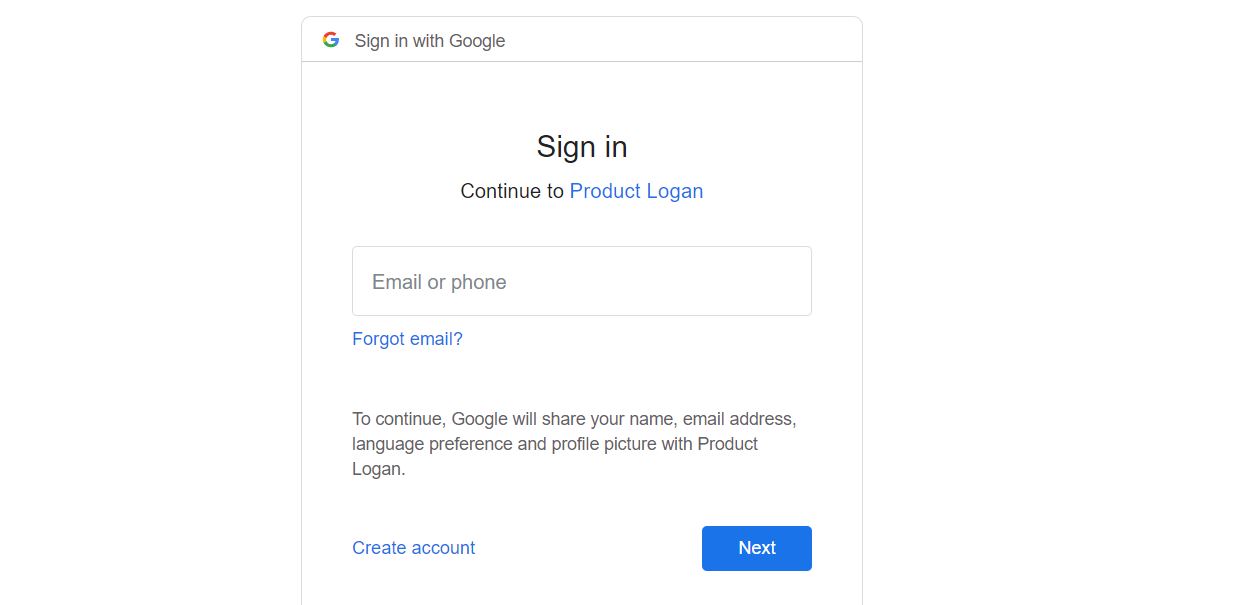 Sign in with Google
Sign in
Continue to Product Logan
Email or phone
Forgot email?
To continue, Google will share your name, email address,
language preference and profile picture with Product
Logan.
Create account
Next